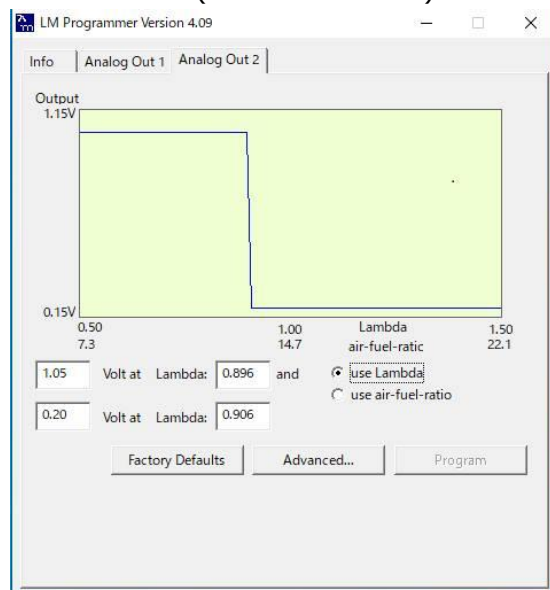 LM Programmer Version 4.09
Info Analog Out 1 Analog Out 2
Output
1.15V
0.15V
0.50 1.00 Lambda 1.50
7.3 14.7 air-fuel-ratic 22.1
1.05 Volt at Lambda: 0.896 and use Lambda
use air-fuel-ratio
0.20 Volt at Lambda: 0.906
Factory Defaults Advanced... Program